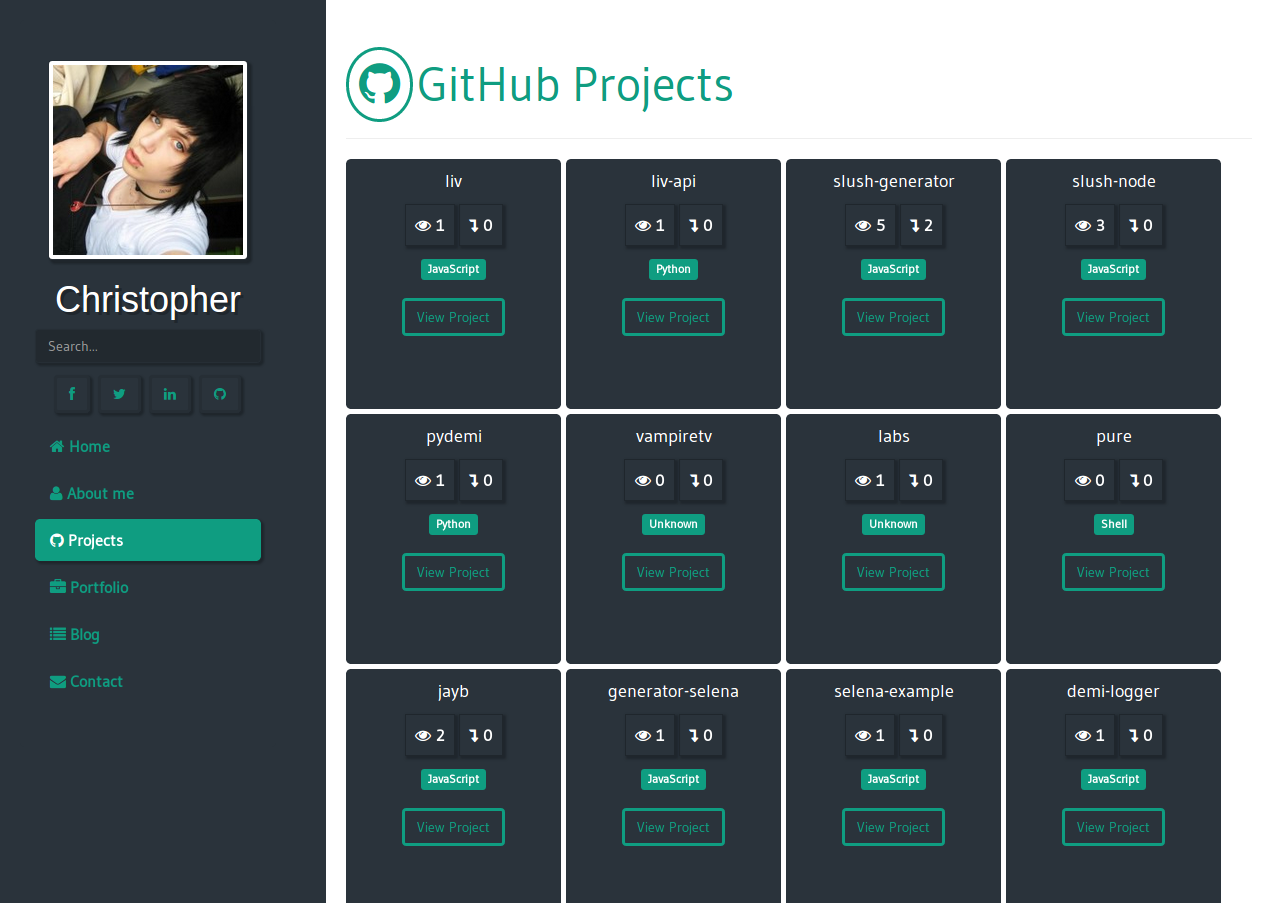 Christopher
Search...
Home
About me
Projects
Portfolio
Blog
Contact
GitHub Projects
liv
1 0
JavaScript
View Project
liv-api
1 0
Python
View Project
slush-generator
5 2
JavaScript
View Project
slush-node
3 0
JavaScript
View Project
pydemi
1 0
Python
View Project
vampiretv
0 0
Unknown
View Project
labs
1 0
Unknown
View Project
pure
0 0
Shell
View Project
jayb
2 0
JavaScript
View Project
generator-selena
1 0
JavaScript
View Project
selena-example
1 0
JavaScript
View Project
demi-logger
1 0
JavaScript
View Project